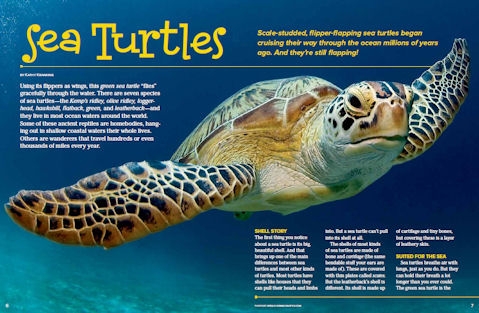 Sea Turtles
Scale-studded, flipper-flapping sea turtles began
cruising their way through the ocean millions of years
ago. And they're still flapping!
BY KATHY KRANKING
Using its flippers as wings, this green sea turtle "flies"
gracefully through the water. There are seven species
of sea turtles—the Kemp's ridley, olive ridley, logger-
head, hawksbill, flatback, green, and leatherback—and
they live in most ocean waters around the world.
Some of these ancient reptiles are homebodies, hang-
ing out in shallow coastal waters their whole lives.
Others are wanderers that travel hundreds or even
thousands of miles every year.
SHELL STORY
The first thing you notice
about a sea turtle is its big,
beautiful shell. And that
brings up one of the main
differences between sea
turtles and most other kinds
of turtles. Most turtles have
shells like houses that they
can pull their heads and limbs
into. But a sea turtle can't pull
into its shell at all.
The shells of most kinds
of sea turtles are made of
bone and cartilage (the same
bendable stuff your ears are
made of). These are covered
with thin plates called scutes.
But the leatherback's shell is
different. Its shell is made up
of cartilage and tiny bones,
but covering these is a layer
of leathery skin.
SUITED FOR THE SEA
Sea turtles breathe air with
lungs, just as you do. But they
can hold their breath a lot
longer than you ever could.
The green sea turtle is the
6
7